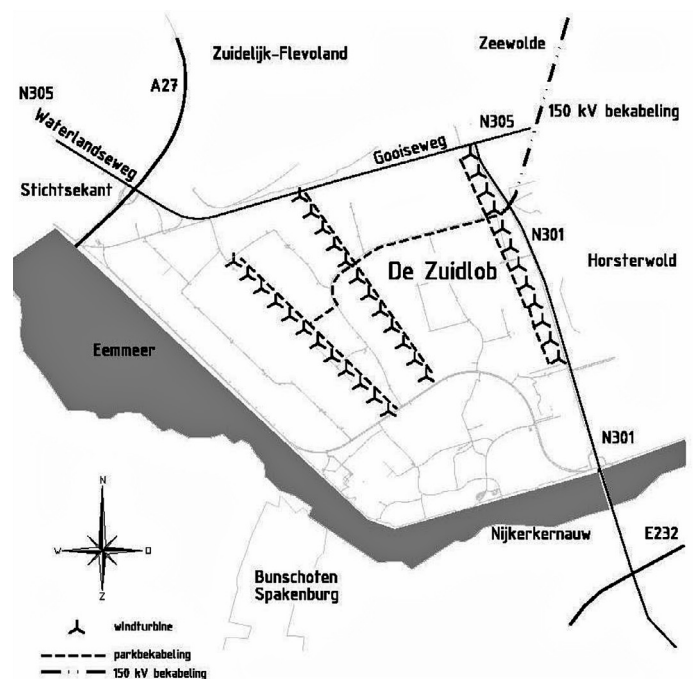 Zeewolde
Zuidelijk-Flevoland
A27
N305
150 kV bekabeling
N305
Waterlandseweg
Gooiseweg
Stichtsekant
N301
Horsterwold
De Zuidlob
Eemmeer
N301
N
W
O
Z
Nijkerkernauw
E232
Bunschoten
Spakenburg
windturbine
parkbekabeling
150 kV bekabeling